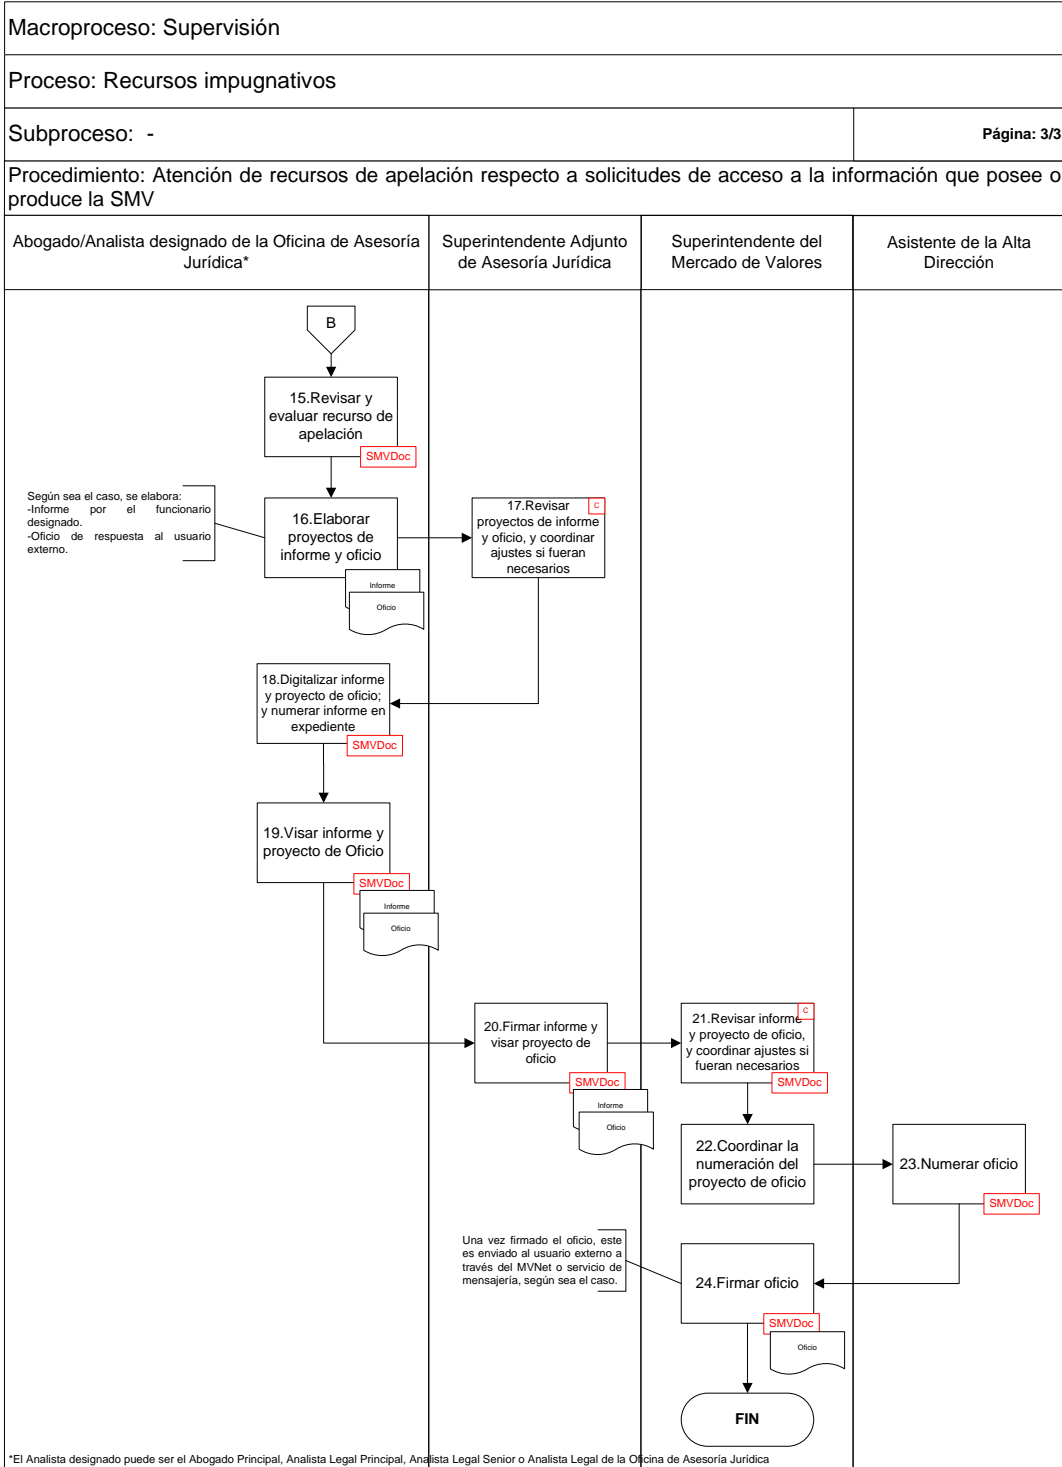 Macroproceso: Supervisión
Proceso: Recursos impugnativos
Subproceso: -
Página: 3/3
Procedimiento: Atención de recursos de apelación respecto a solicitudes de acceso a la información que posee o
produce la SMV
Abogado/Analista designado de la Oficina de Asesoría
Jurídica*
Superintendente Adjunto
de Asesoría Jurídica
Superintendente del
Mercado de Valores
Asistente de la Alta
Dirección
B
15.Revisar y
evaluar recurso de
apelación
SMVDoc
Según sea el caso, se elabora:
-Informe por el funcionario
designado.
-Oficio de respuesta al usuario
externo.
16.Elaborar
proyectos de
informe y oficio
Informe
Oficio
17.Revisar
proyectos de informe
y oficio, y coordinar
ajustes si fueran
necesarios
C
18.Digitalizar informe
y proyecto de oficio;
y numerar informe en
expediente
SMVDoc
19.Visar informe y
proyecto de Oficio
SMVDoc
Informe
Oficio
20.Firmar informe y
visar proyecto de
oficio
SMVDoc
Informe
Oficio
21.Revisar informe
y proyecto de oficio,
y coordinar ajustes si
fueran necesarios
C
SMVDoc
22.Coordinar la
numeración del
proyecto de oficio
23.Numerar oficio
SMVDoc
Una vez firmado el oficio, este
es enviado al usuario externo a
través del MVNet o servicio de
mensajería, según sea el caso.
24.Firmar oficio
SMVDoc
Oficio
FIN
*El Analista designado puede ser el Abogado Principal, Analista Legal Principal, Analista Legal Senior o Analista Legal de la Oficina de Asesoría Jurídica